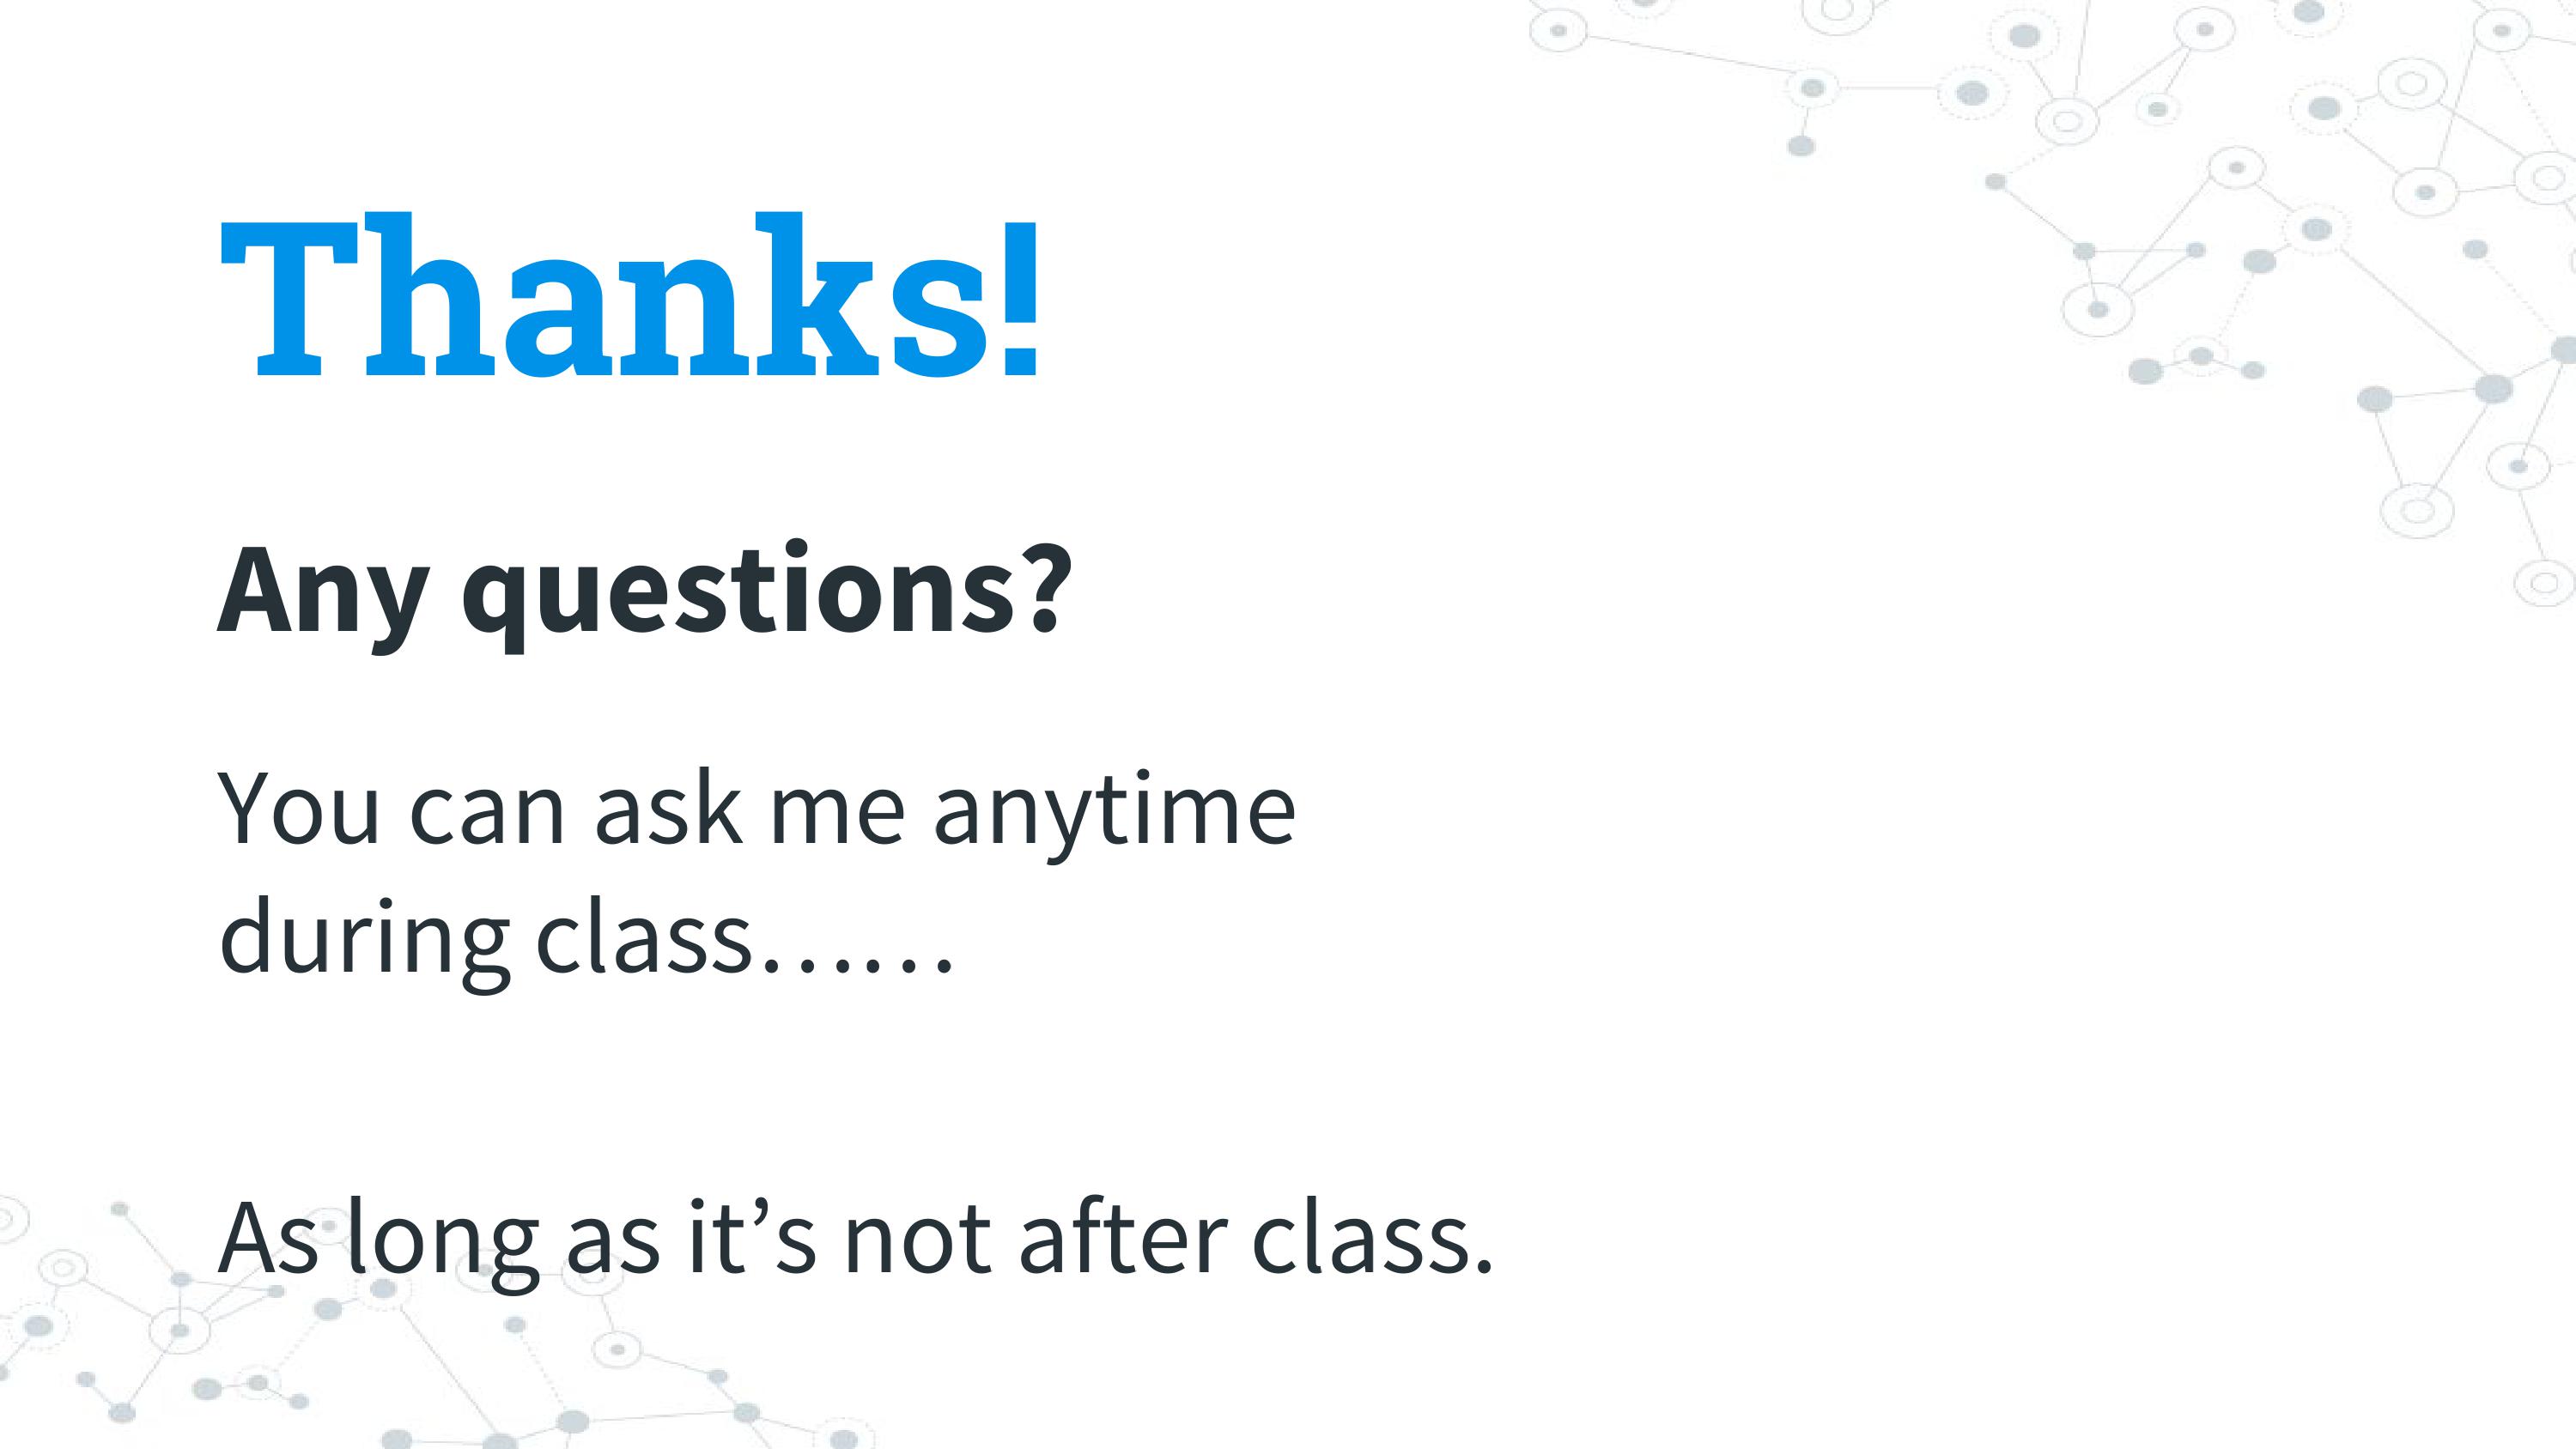 Thanks!
Any questions?
You can ask me anytime
during class……
As long as it’s not after class.